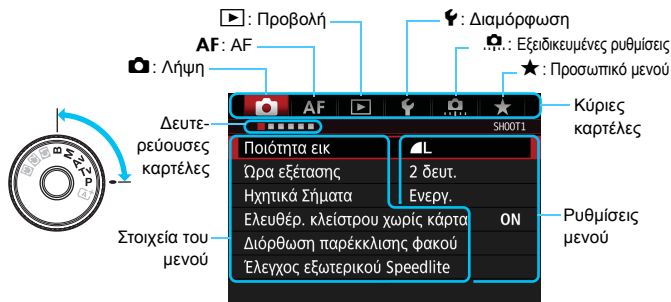 : Προβολή
: Διαμόρφωση
AF: AF
: Εξειδικευμένες ρυθμίσεις
: Λήψη
★: Προσωπικό μενού
AF
Κύριες
καρτέλες
Δευτε-
ρεύουσες
καρτέλες
SHOOT1
Ποιότητα εικ
L
Ώρα εξέτασης
2 δευτ.
Ηχητικά Σήματα
Ενεργ.
Ελευθέρ. κλείστρου χωρίς κάρτα
ON
Διόρθωση παρέκκλισης φακού
Έλεγχος εξωτερικού Speedlite
Στοιχεία του
μενού
Ρυθμίσεις
μενού
B
M
Av
Tv
P
A+